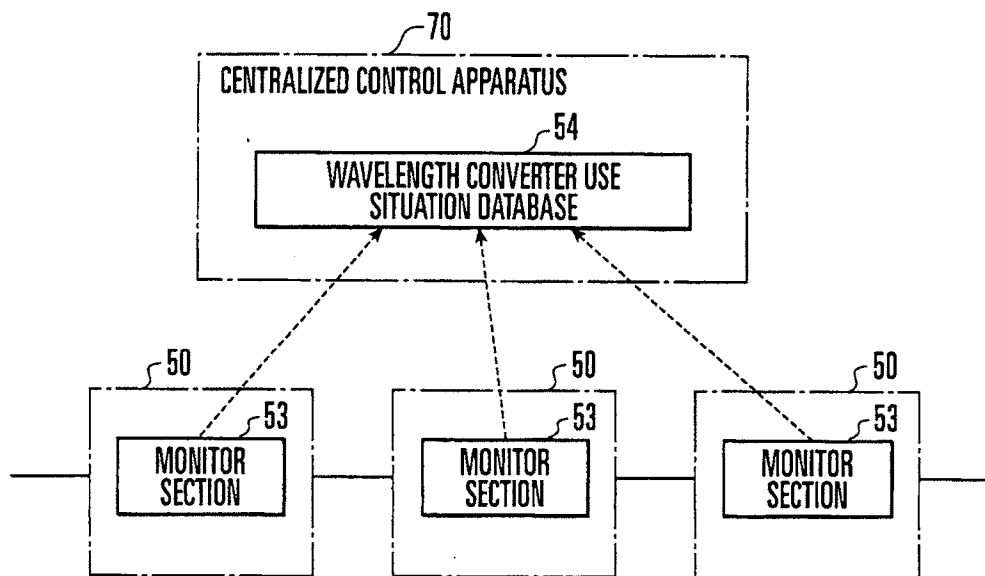 70
CENTRALIZED CONTROL APPARATUS
54
WAVELENGTH CONVERTER USE
SITUATION DATABASE
50
50
50
53
53
53
MONITOR
SECTION
MONITOR
SECTION
MONITOR
SECTION